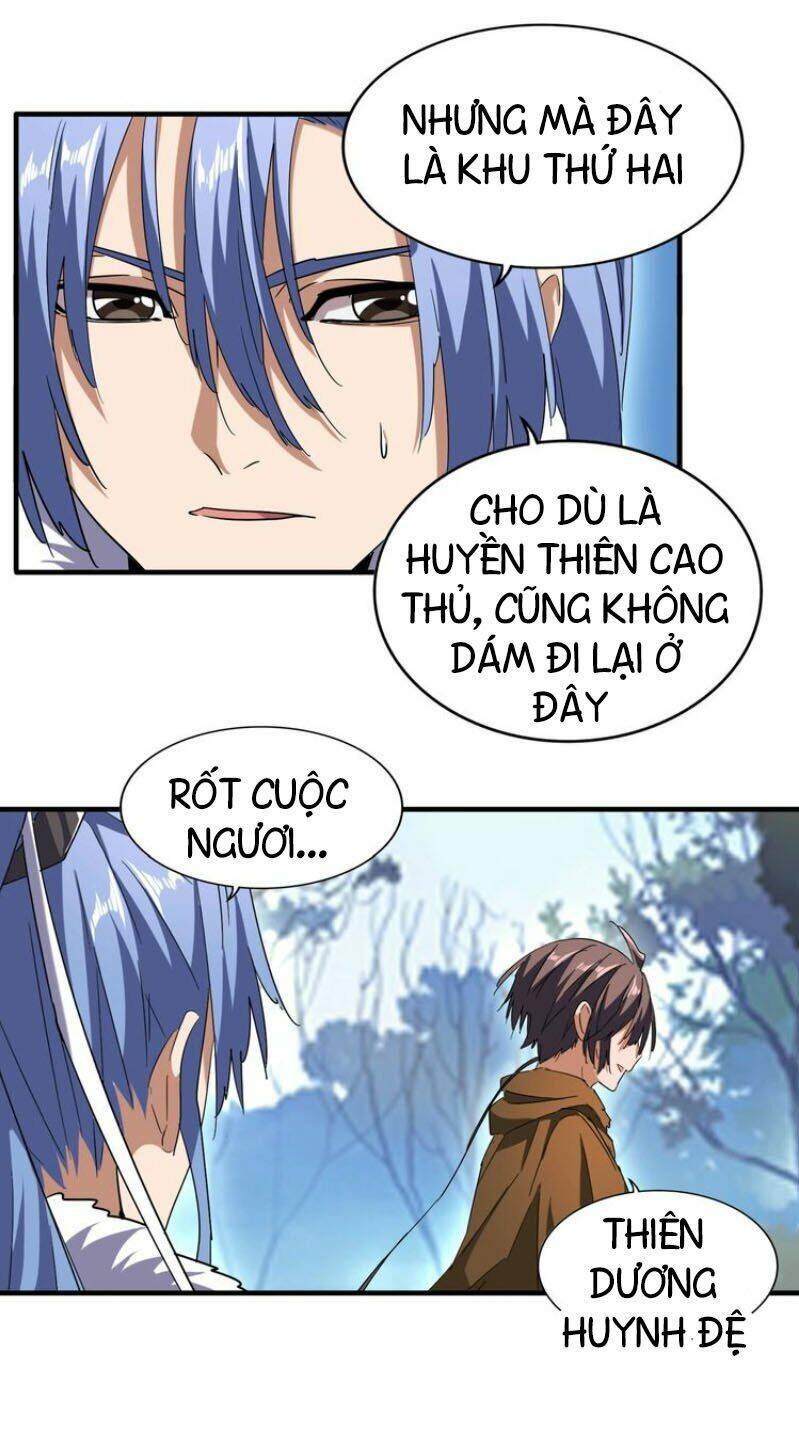 NHƯNG MÀ ĐÂY
LÀ KHU THỨ HAI
CHO DÙ LÀ
HUYỀN THIÊN CAO
THỦ, CŨNG KHÔNG
DÁM ĐI LẠI Ở
ĐÂY
RỐT CUỘC
NGƯƠI...
THIÊN
DƯƠNG
HUYNH ĐỆ